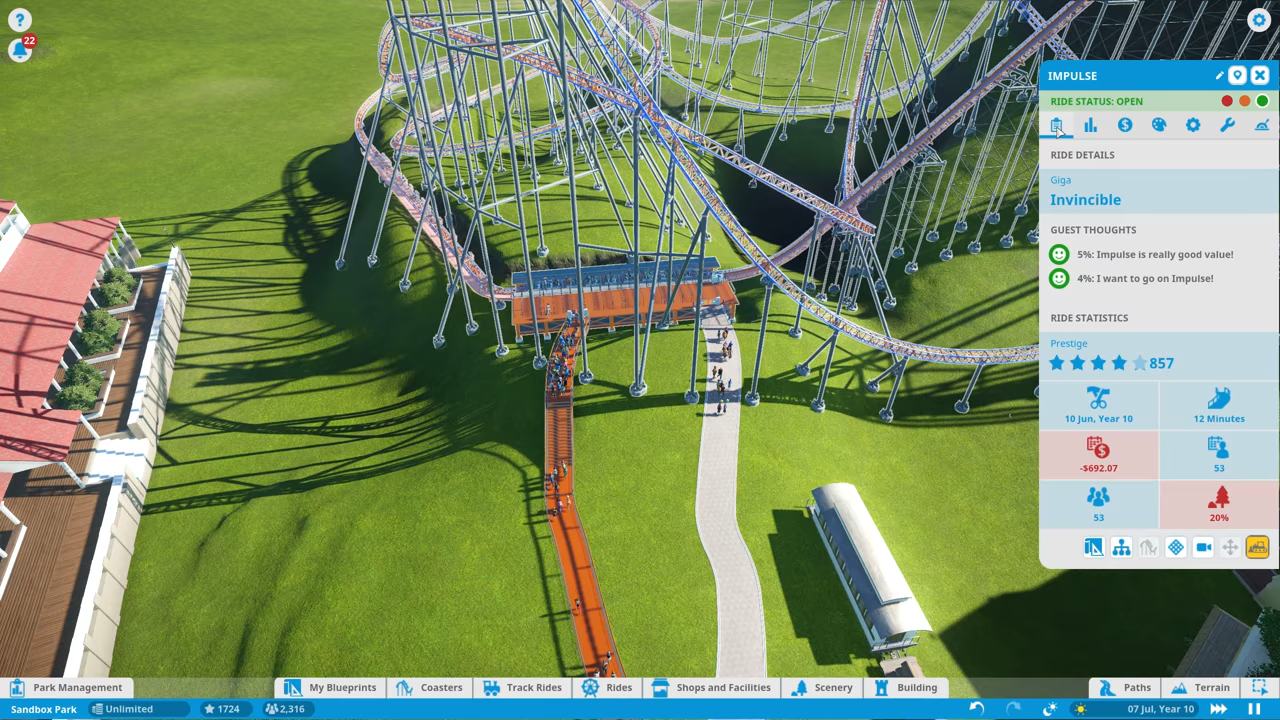 ?
22
IMPULSE
RIDE STATUS: OPEN
RIDE DETAILS
Giga
Invincible
GUEST THOUGHTS
5%: Impulse is really good value!
4%: I want to go on Impulse!
RIDE STATISTICS
Prestige
857
10 Jun, Year 10
12 Minutes
-$692.07
53
53
20%
Park Management
My Blueprints
Coasters
Track Rides
Rides
Shops and Facilities
Scenery
Building
Paths
Terrain
Sandbox Park
Unlimited
1724
2,316
07 Jul, Year 10